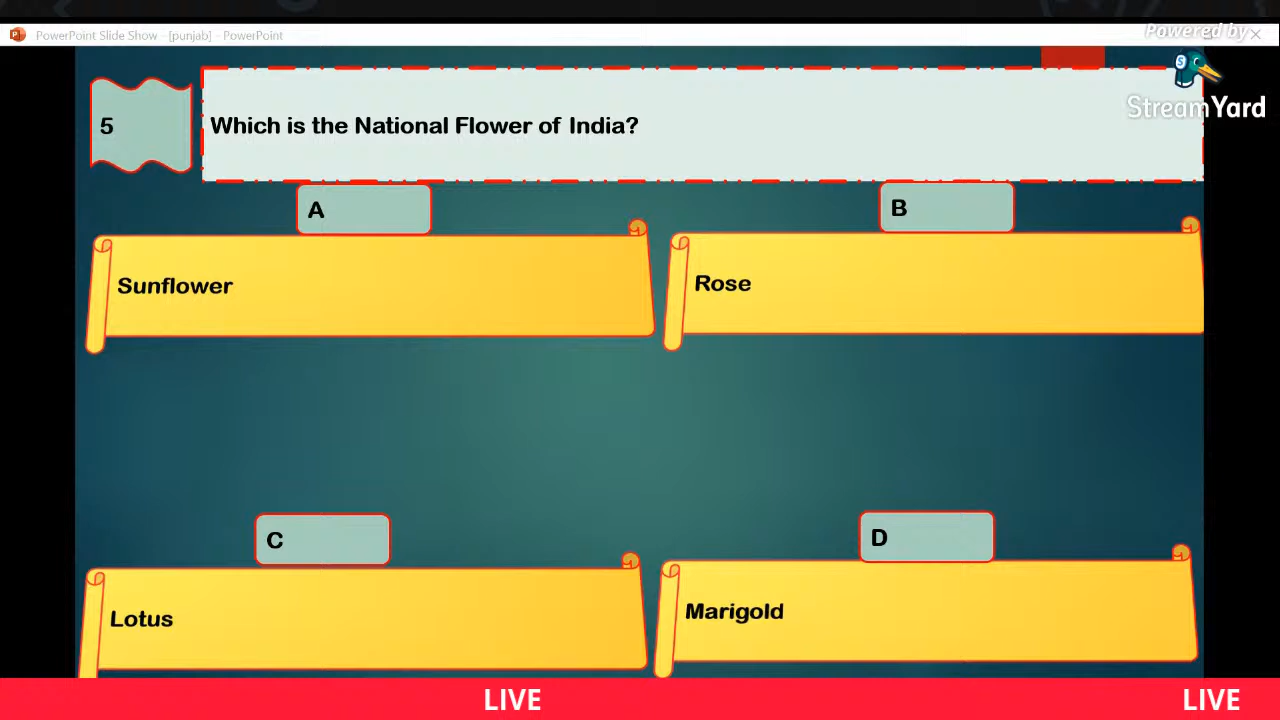 PowerPoint Slide Show - [punjab] - PowerPoint
Powered by
StreamYard
5
Which is the National Flower of India?
A
B
Sunflower
Rose
C
D
Lotus
Marigold
LIVE
LIVE